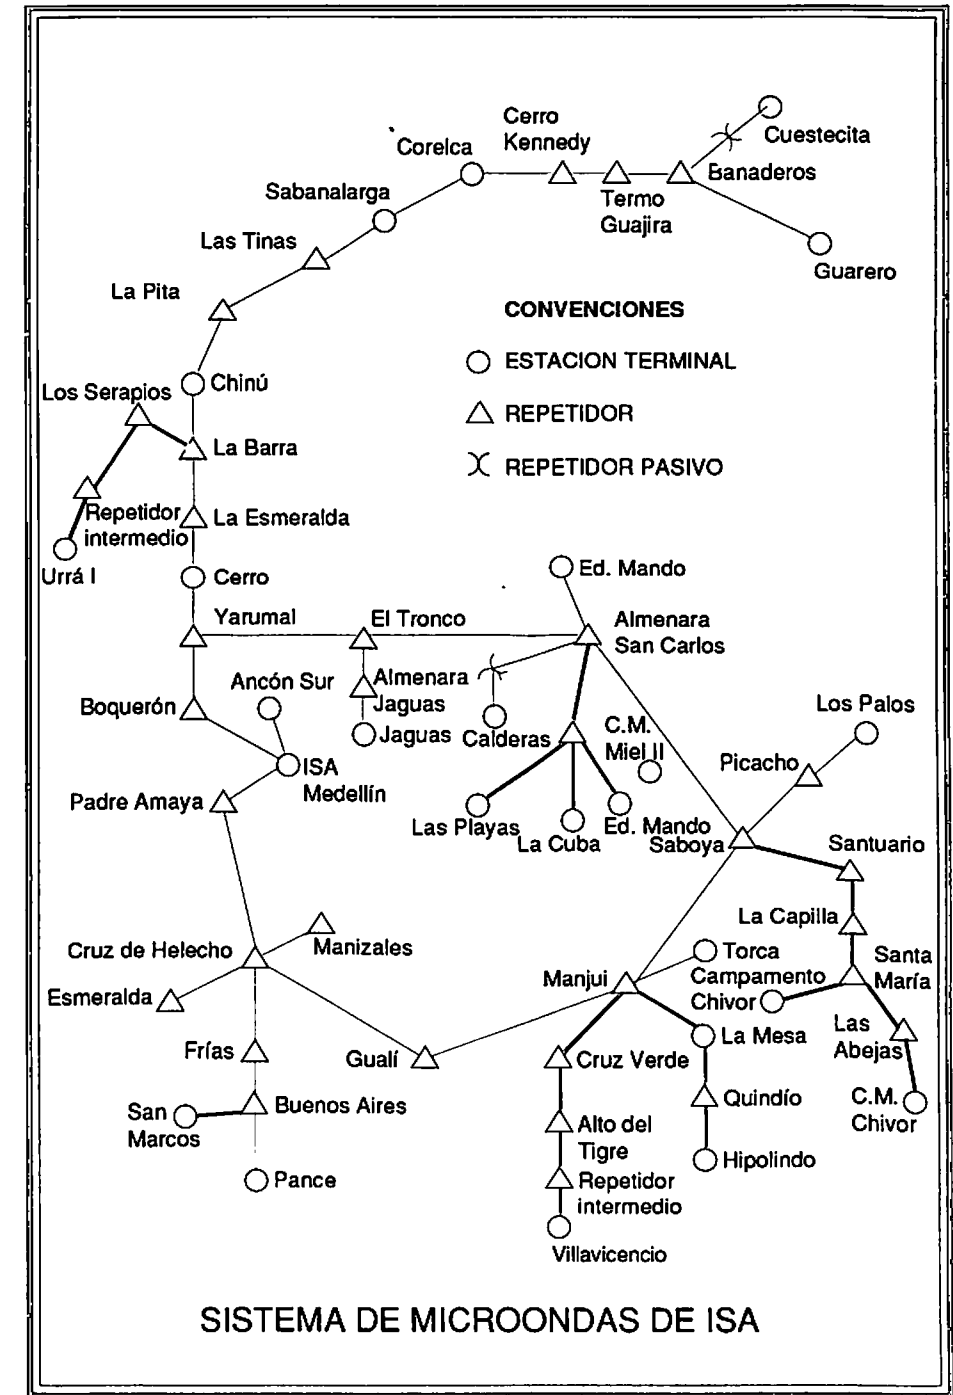 Cerro
Kennedy
Cuestecita
Corelca
Banaderos
Sabanalarga
Termo
Guajira
Las Tinas
Guarero
La Pita
CONVENCIONES
ESTACION TERMINAL
Chinú
Los Serapios
REPETIDOR
La Barra
REPETIDOR PASIVO
Repetidor
intermedio
La Esmeralda
Urrá I
Cerro
Ed. Mando
Yarumal
El Tronco
Almenara
San Carlos
Ancón Sur
Almenara
Jaguas
Boquerón
Jaguas
Calderas
C.M.
Miel II
Los Palos
ISA
Medellín
Picacho
Padre Amaya
Las Playas
La Cuba
Ed. Mando
Saboya
Santuario
La Capilla
Cruz de Helecho
Manizales
Torca
Manjui
Campamento
Chivor
Santa
María
Esmeralda
Las
Abejas
Frías
Gualí
Cruz Verde
La Mesa
San
Marcos
Buenos Aires
Quindío
C.M.
Chivor
Alto del
Tigre
Pance
Hipolindo
Repetidor
intermedio
Villavicencio
SISTEMA DE MICROONDAS DE ISA